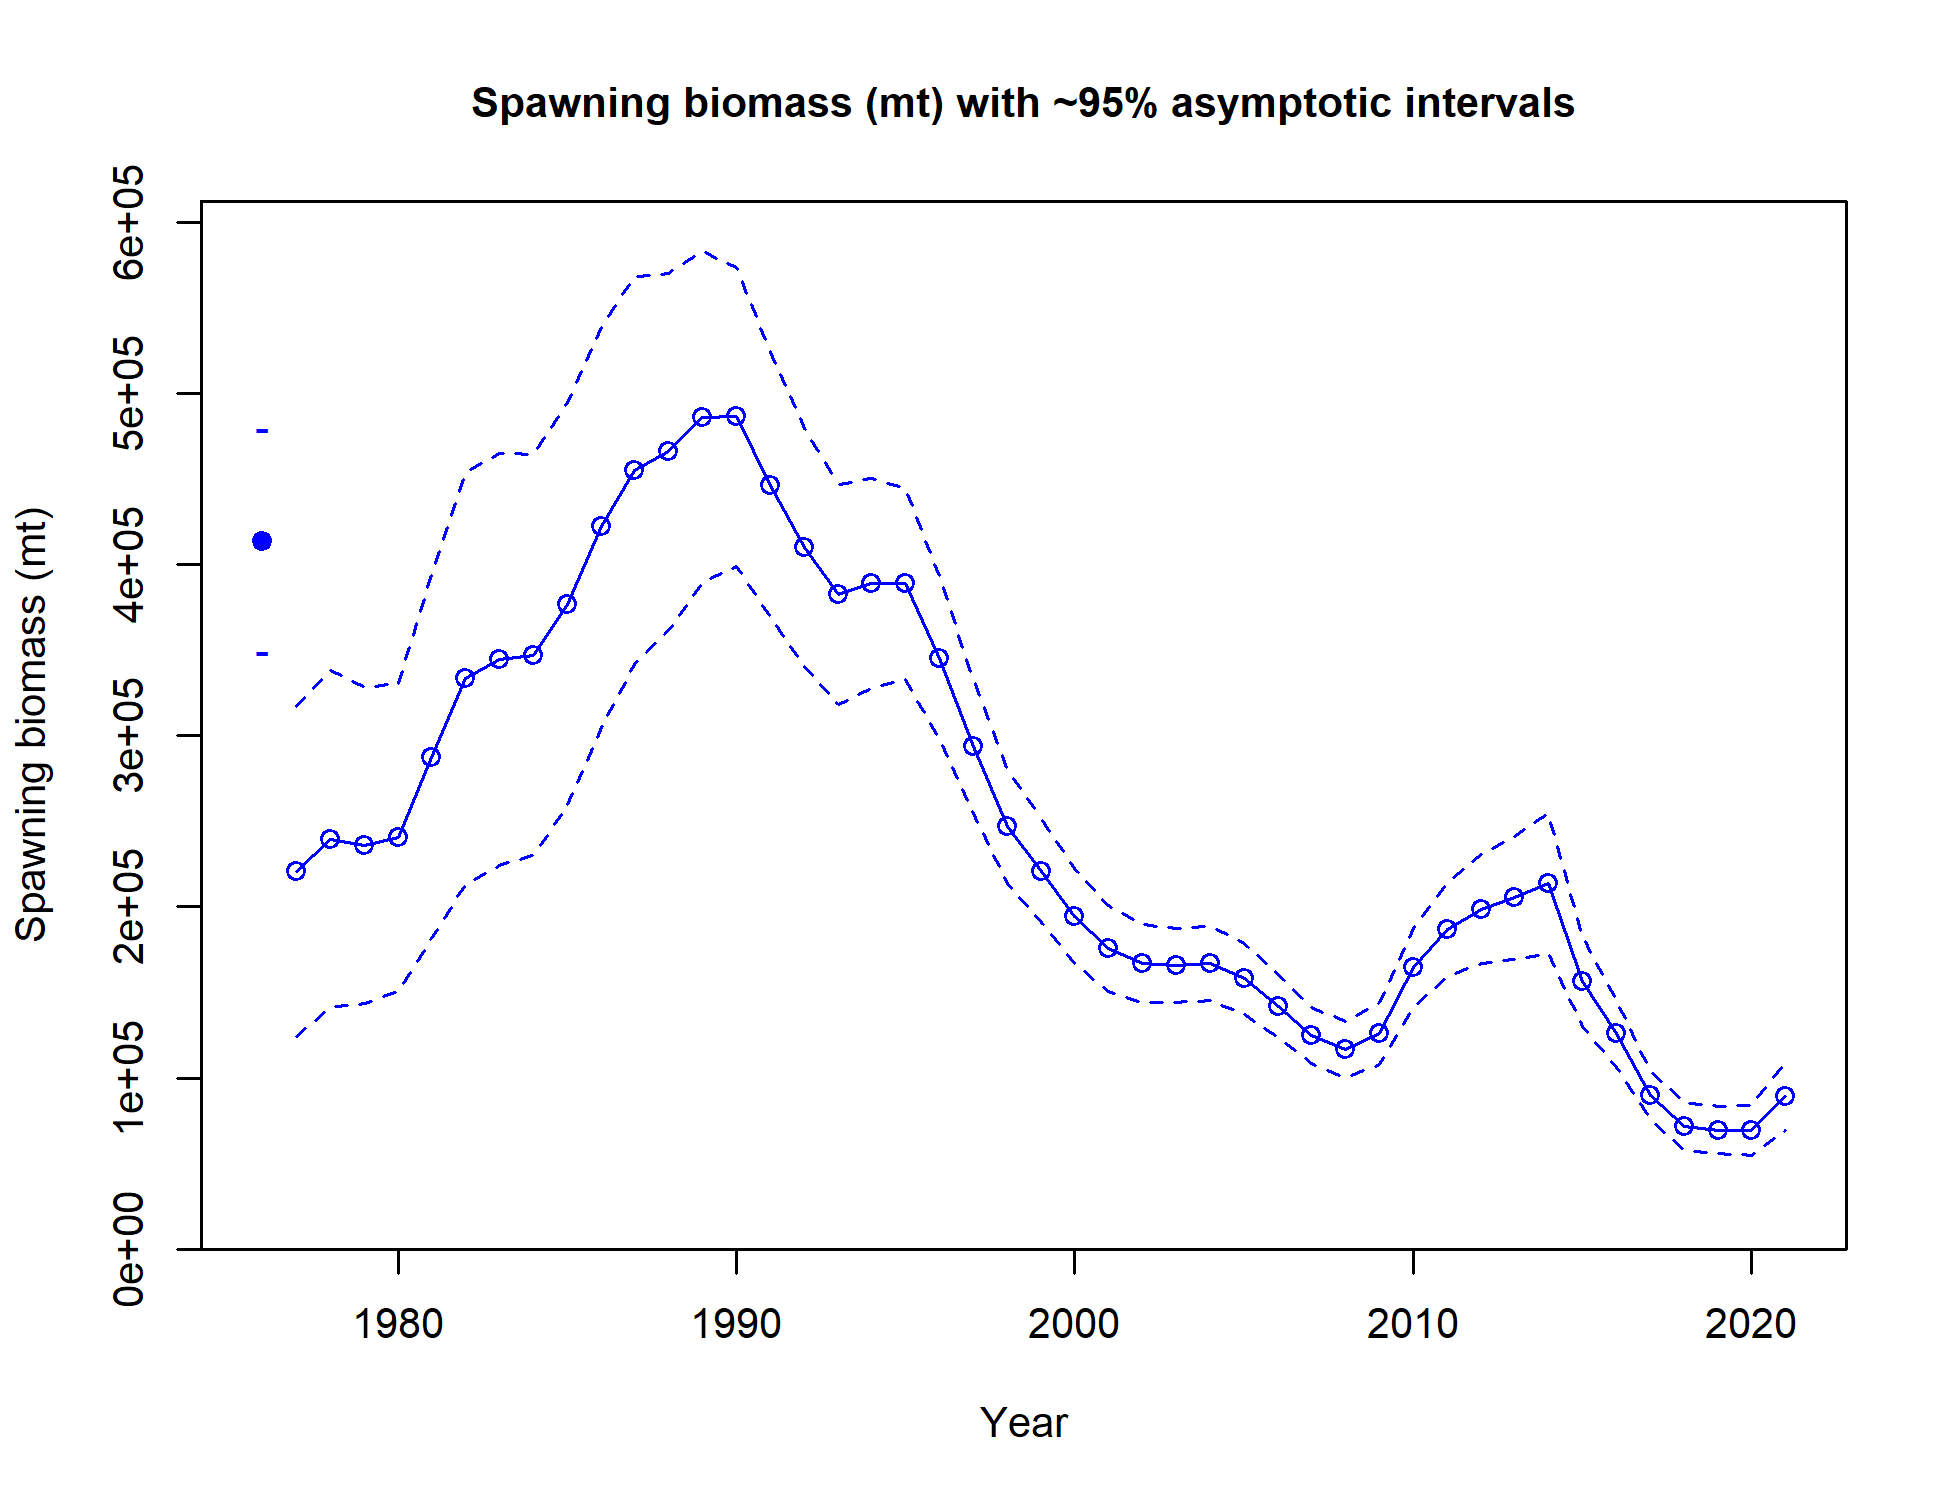 Spawning biomass (mt) with ~95% asymptotic intervals
Spawning biomass (mt)
6e+05
5e+05
4e+05
3e+05
2e+05
1e+05
0e+00
1980
1990
2000
2010
2020
Year